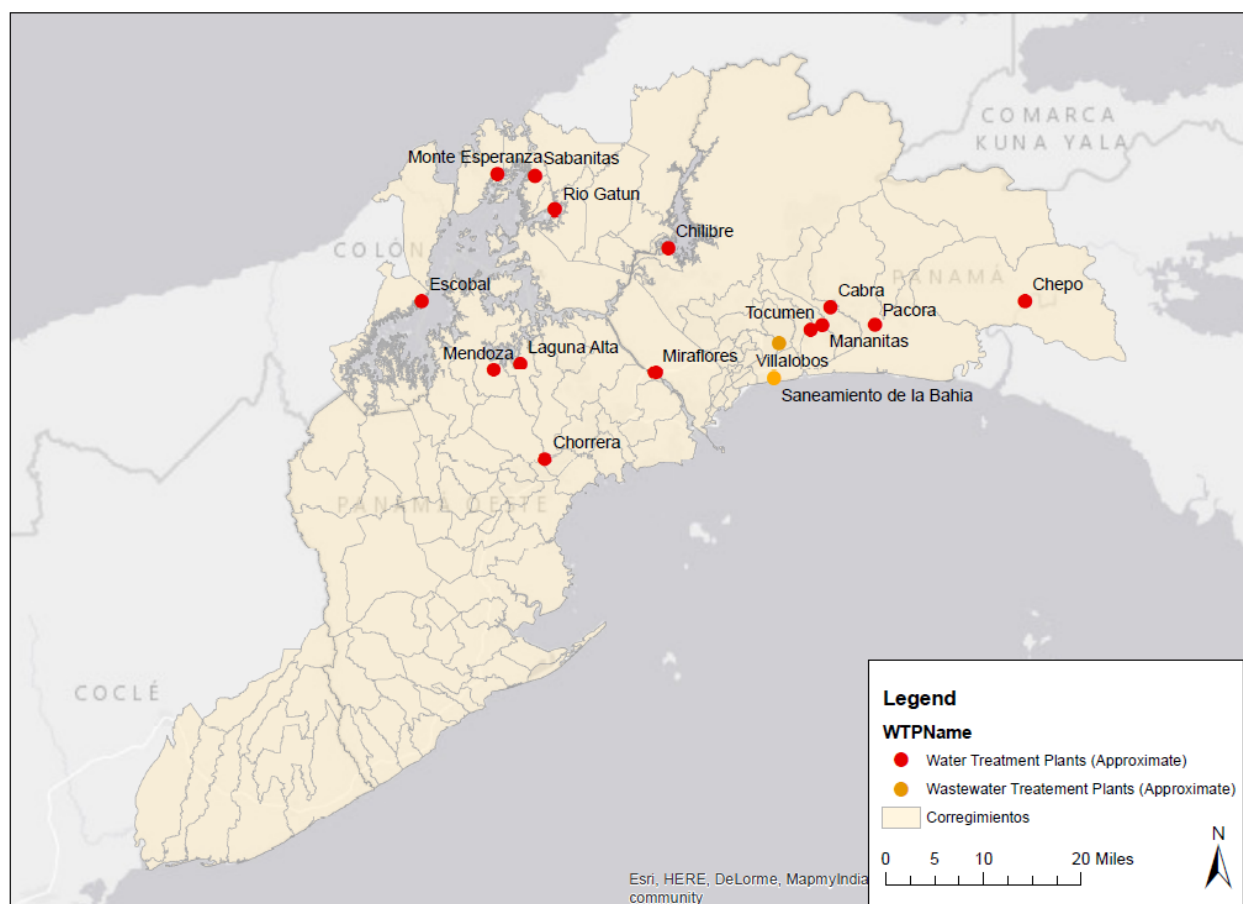 COMARCA
KUNA YALA
Monte Esperanza
Sabanitas
Rio Gatun
Chilibre
COLÓN
PANAMÁ
Escobal
Cabra
Chepo
Tocumen
Pacora
Mananitas
Mendoza
Laguna Alta
Miraflores
Villalobos
Saneamiento de la Bahia
Chorrera
PANAMÁ OESTE
COCLÉ
Legend
WTPName
Water Treatment Plants (Approximate)
Wastewater Treatement Plants (Approximate)
Corregimientos
N
0 5 10 20 Miles
Esri, HERE, DeLorme, MapmyIndia
community